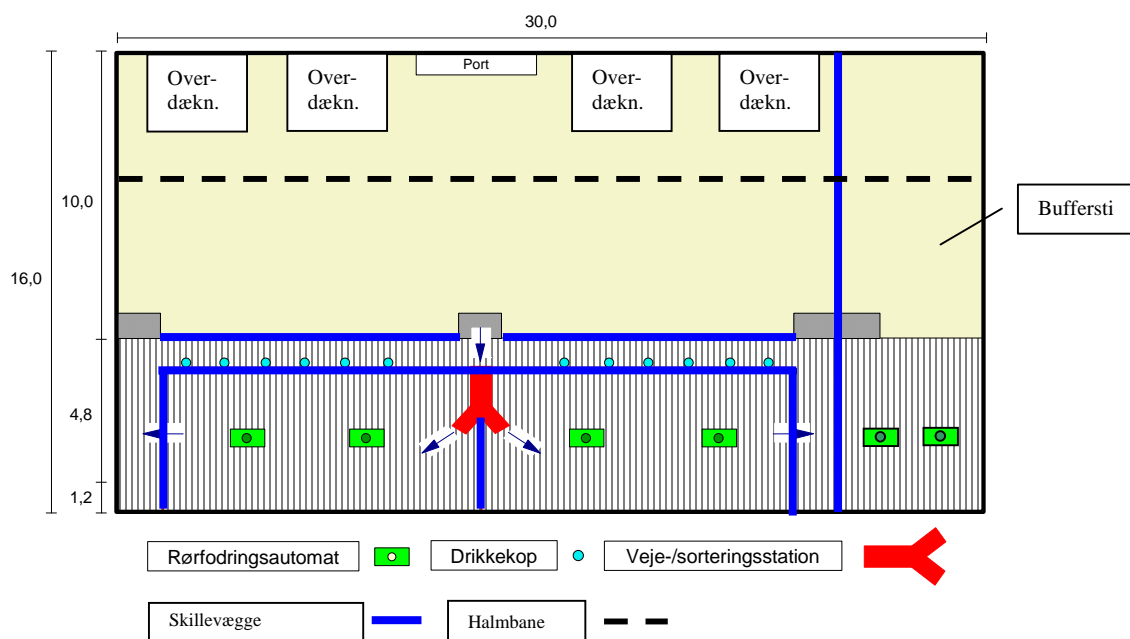 30,0
Over-
dækn.
Over-
dækn.
Port
Over-
dækn.
Over-
dækn.
10,0
Buffersti
16,0
4,8
1,2
Rørfodringsautomat
Drikkekop
Veje-/sorteringsstation
Skillevægge
Halmbane